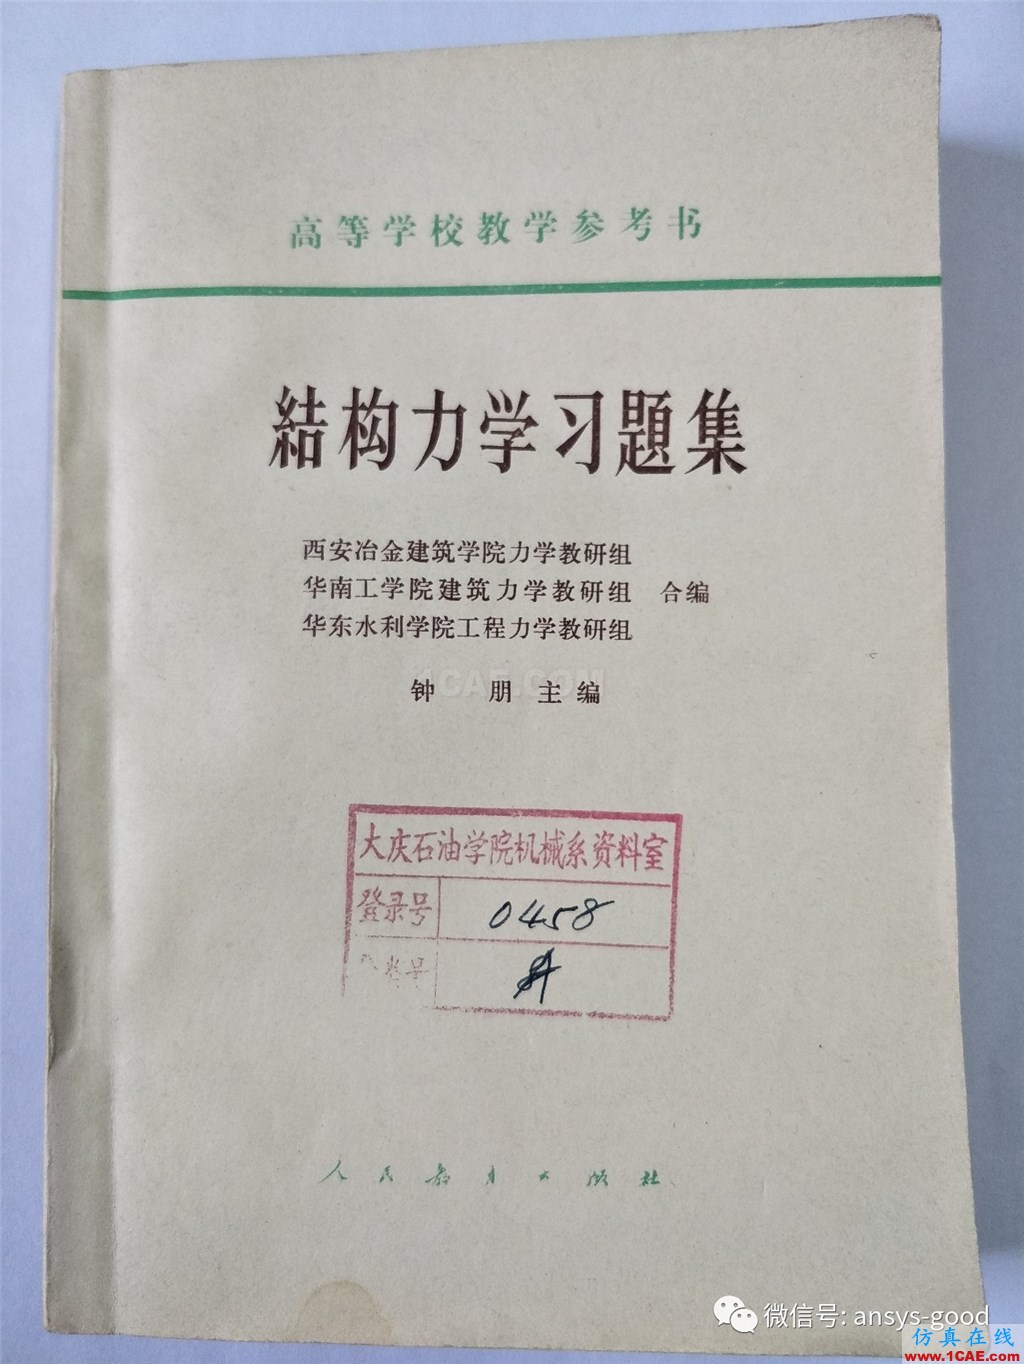 高等学校教学参考书
結构力学习題集
西安冶金建筑学院力学教研组
华南工学院建筑力学教研组 合编
华东水利学院工程力学教研组
钟 朋 主编
1CAE.COM
大庆石油学院机械系资料室
登录号 0458
类号
人民教育出版社
微信号: ansys-good
仿真在线
www.1CAE.com